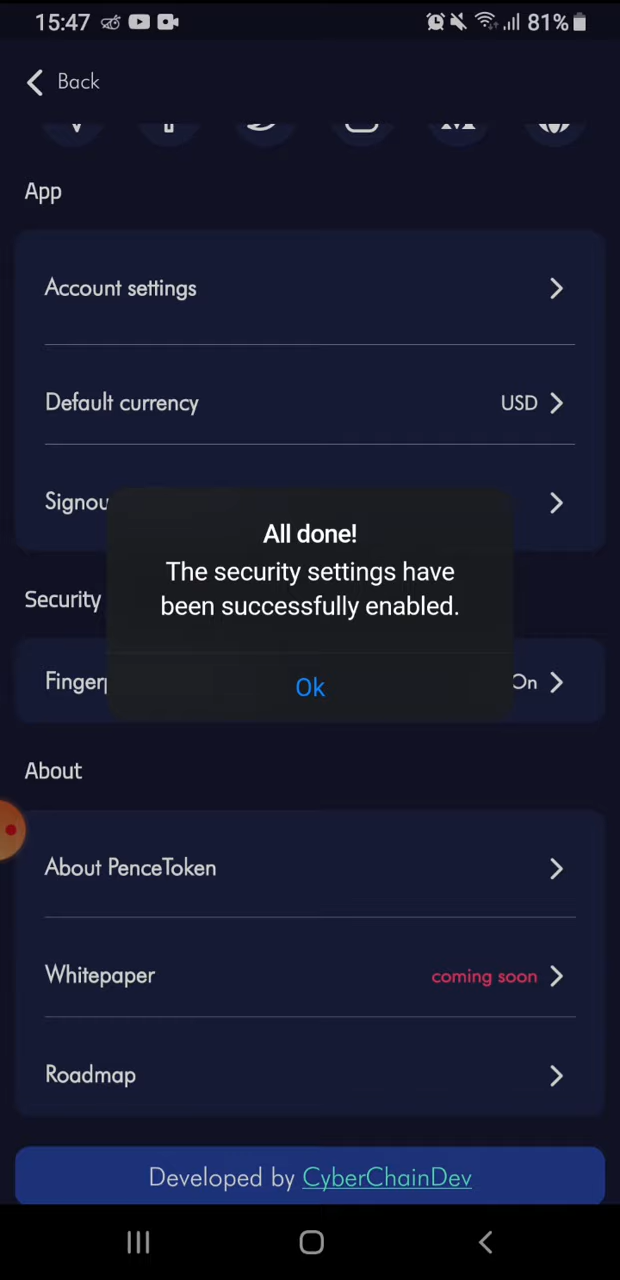 15:47
81%
Back
App
Account settings
Default currency
USD
Signou
All done!
The security settings have
been successfully enabled.
Ok
Security
Finger
On
About
About PenceToken
Whitepaper
coming soon
Roadmap
Developed by CyberChainDev